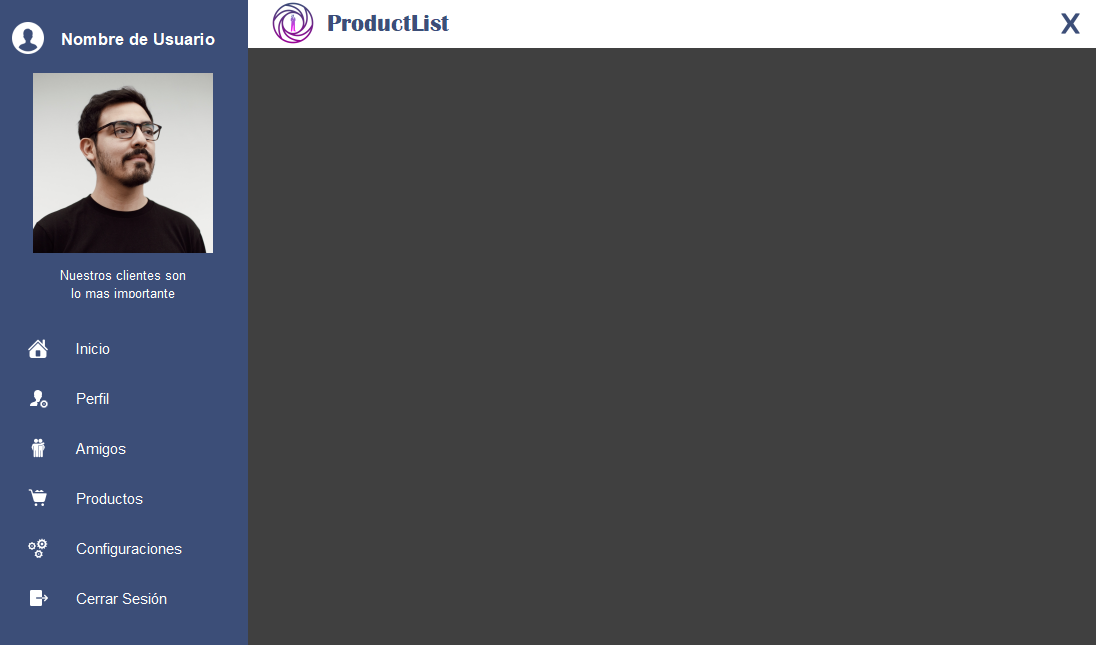 Nombre de Usuario
ProductList
X
Nuestros clientes son
lo mas importante
Inicio
Perfil
Amigos
Productos
Configuraciones
Cerrar Sesión